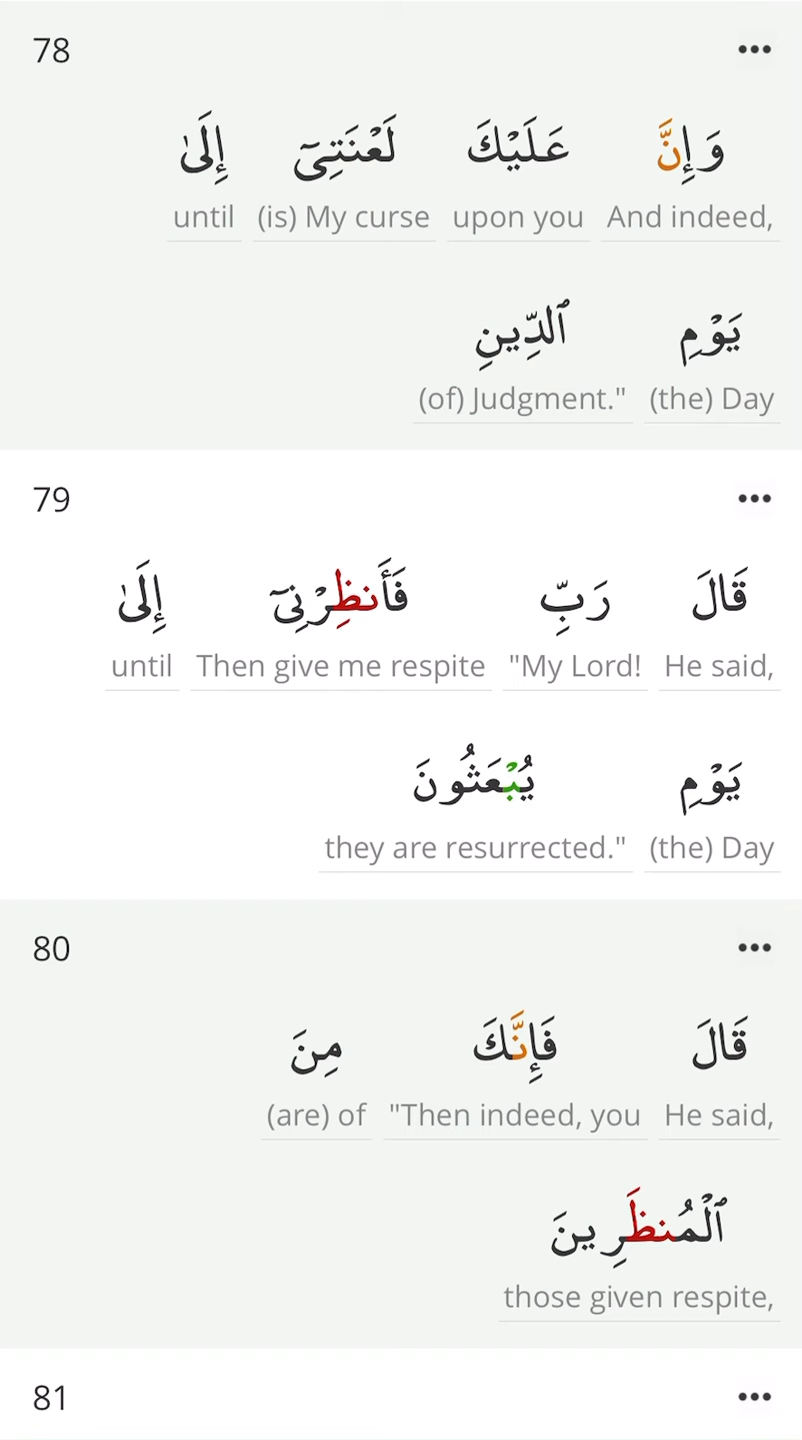 78
وَإِنَّ عَلَيْكَ لَعْنَتِىٓ إِلَىٰ
And indeed, upon you (is) My curse until
يَوْمِ ٱلدِّينِ
(the) Day (of) Judgment."
79
قَالَ رَبِّ فَأَنظِرْنِىٓ إِلَىٰ
He said, "My Lord! Then give me respite until
يَوْمِ يُبْعَثُونَ
(the) Day they are resurrected."
80
قَالَ فَإِنَّكَ مِنَ
He said, "Then indeed, you (are) of
ٱلْمُنظَرِينَ
those given respite,
81